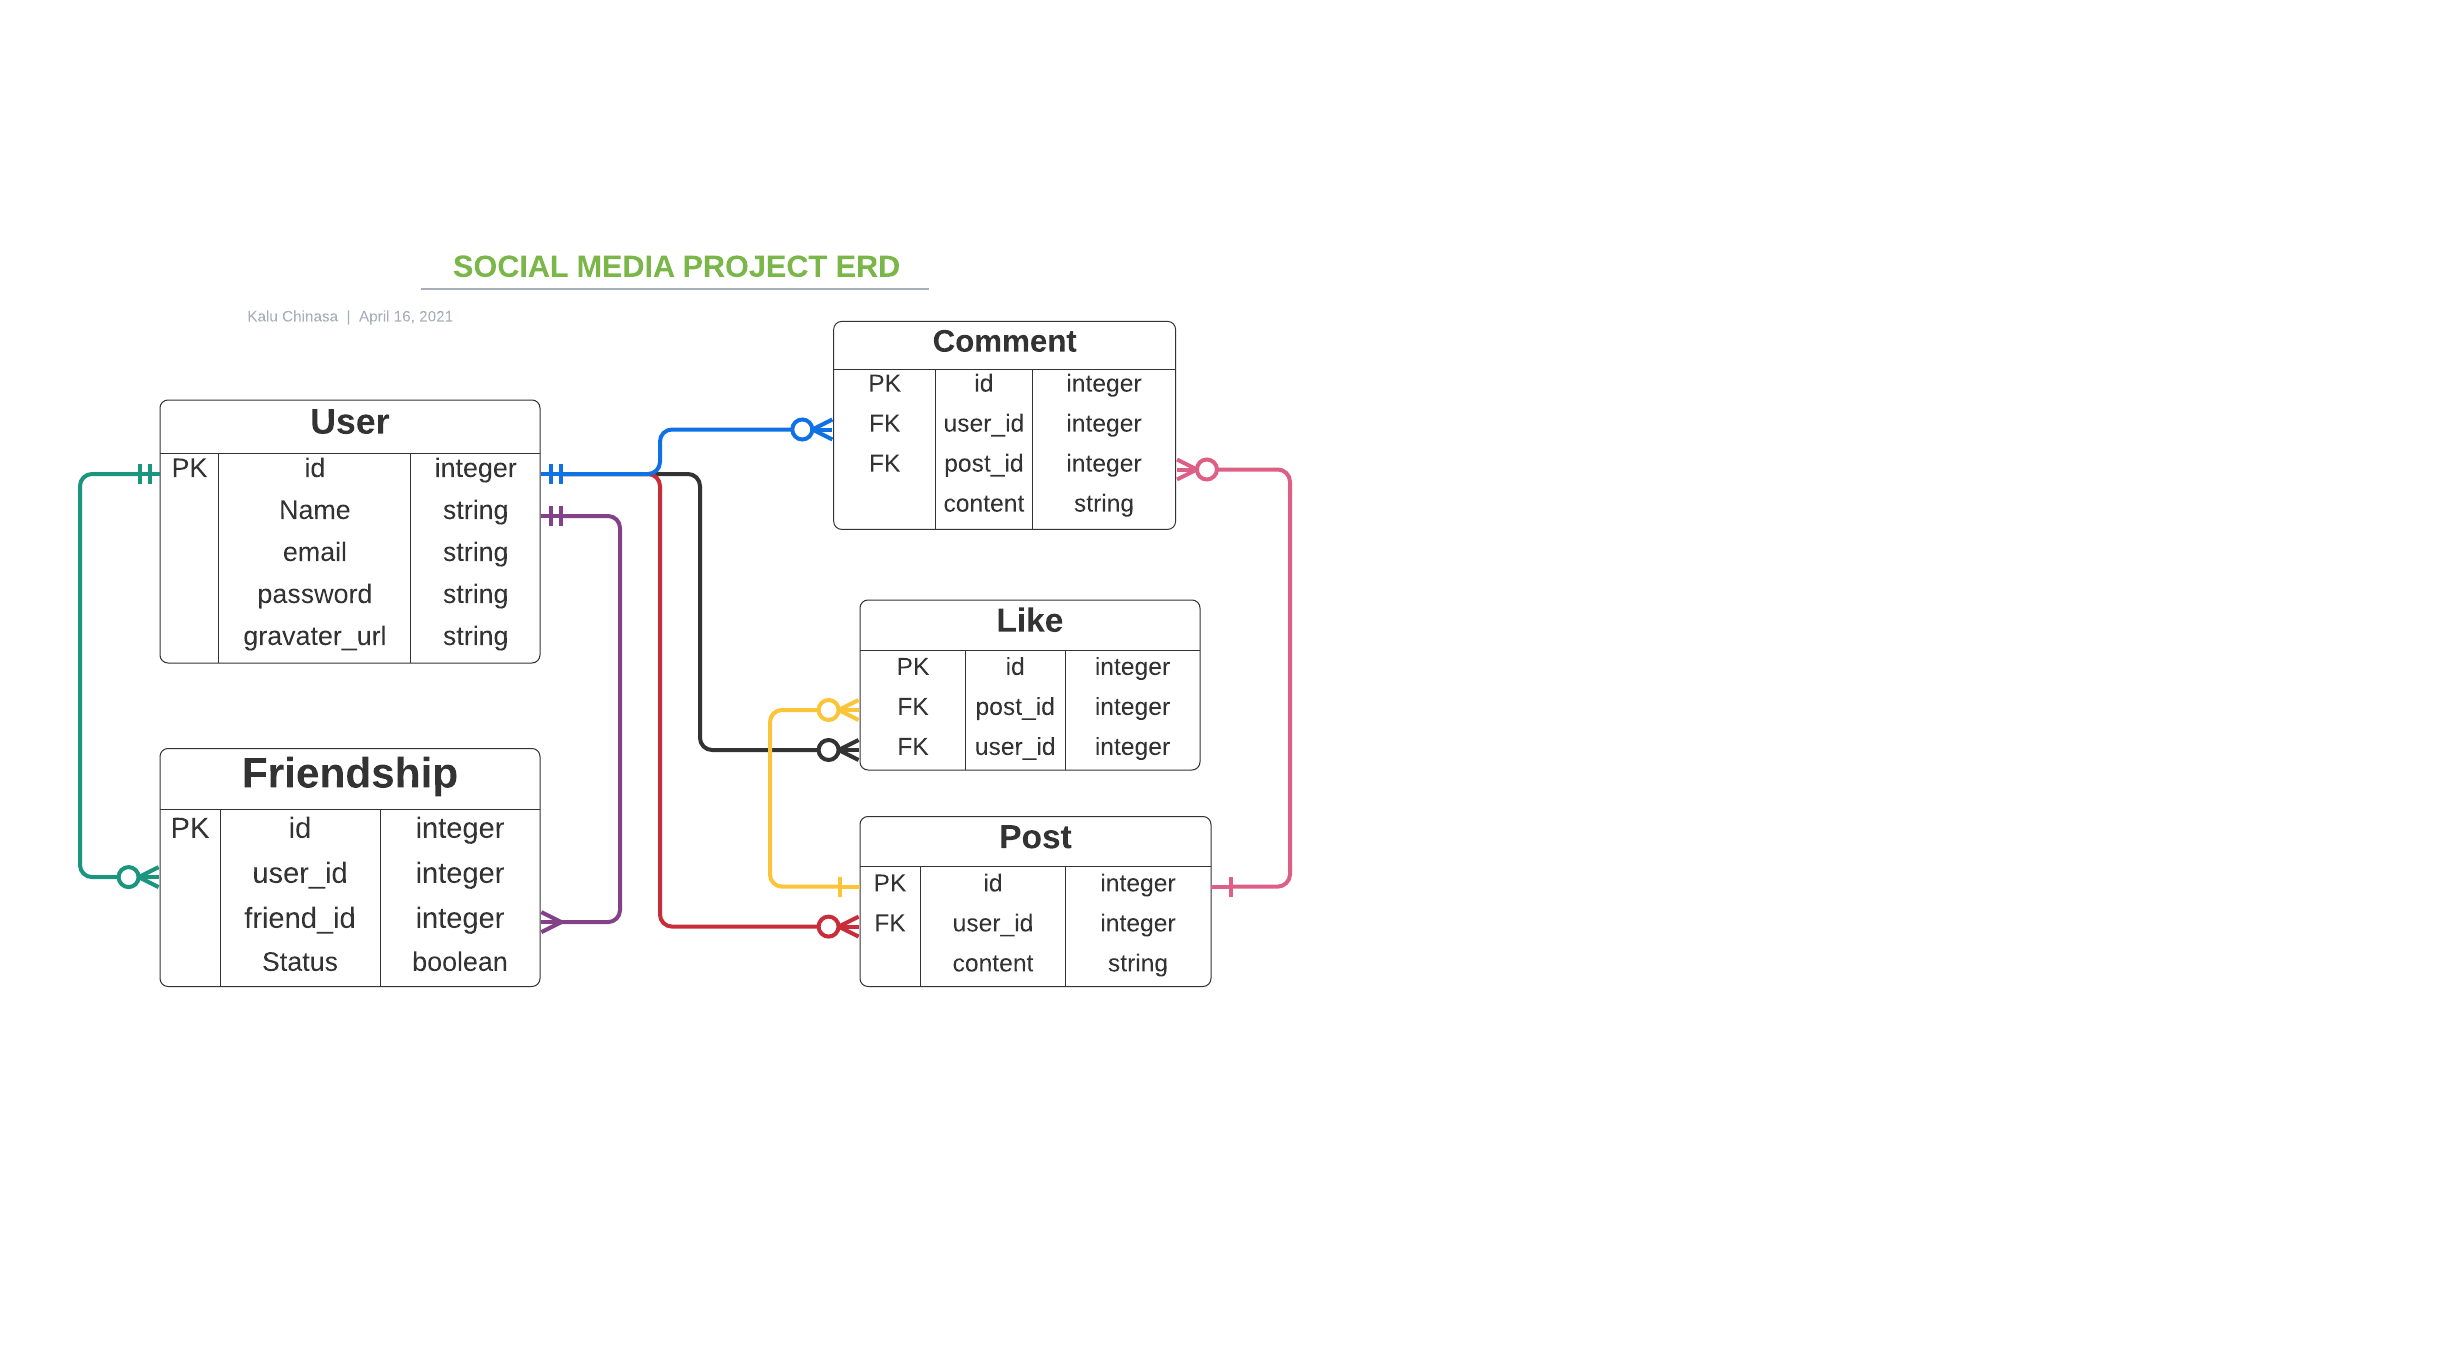 SOCIAL MEDIA PROJECT ERD
Kalu Chinasa | April 16, 2021
User
PK id integer
Name string
email string
password string
gravater_url string
Friendship
PK id integer
user_id integer
friend_id integer
Status boolean
Comment
PK id integer
FK user_id integer
FK post_id integer
content string
Like
PK id integer
FK post_id integer
FK user_id integer
Post
PK id integer
FK user_id integer
content string